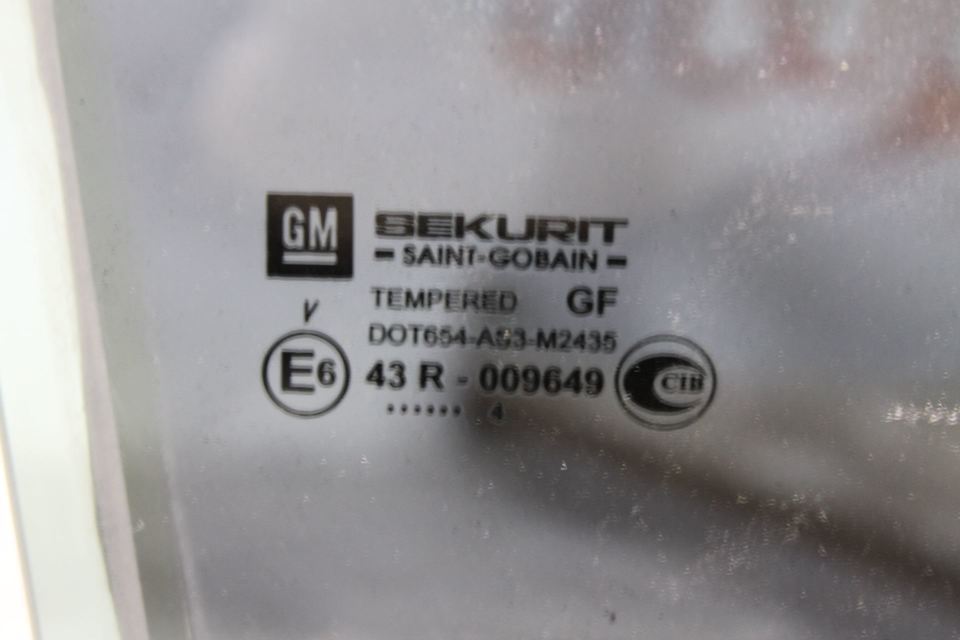 GM SEKURIT
- SAINT-GOBAIN -
TEMPERED GF
V
DOT654-AS3-M2435
E6 43 R - 009649 CIB
...... 4